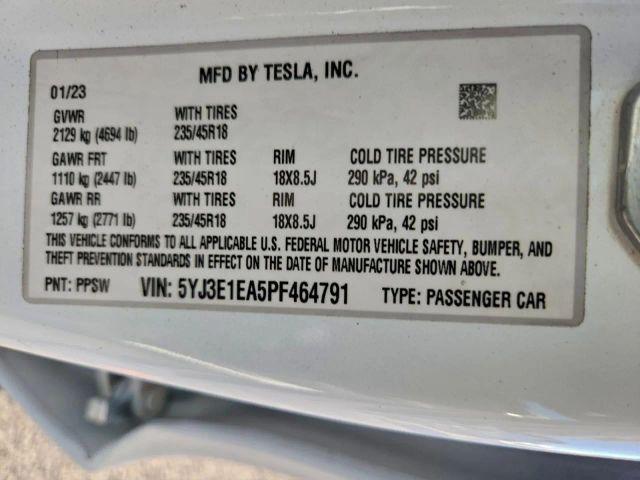 MFD BY TESLA, INC.
01/23
GVWR WITH TIRES
2129 kg (4694 lb) 235/45R18
GAWR FRT WITH TIRES RIM COLD TIRE PRESSURE
1110 kg (2447 lb) 235/45R18 18X8.5J 290 kPa, 42 psi
GAWR RR WITH TIRES RIM COLD TIRE PRESSURE
1257 kg (2771 lb) 235/45R18 18X8.5J 290 kPa, 42 psi
THIS VEHICLE CONFORMS TO ALL APPLICABLE U.S. FEDERAL MOTOR VEHICLE SAFETY, BUMPER, AND
THEFT PREVENTION STANDARDS IN EFFECT ON THE DATE OF MANUFACTURE SHOWN ABOVE.
PNT: PPSW VIN: 5YJ3E1EA5PF464791 TYPE: PASSENGER CAR